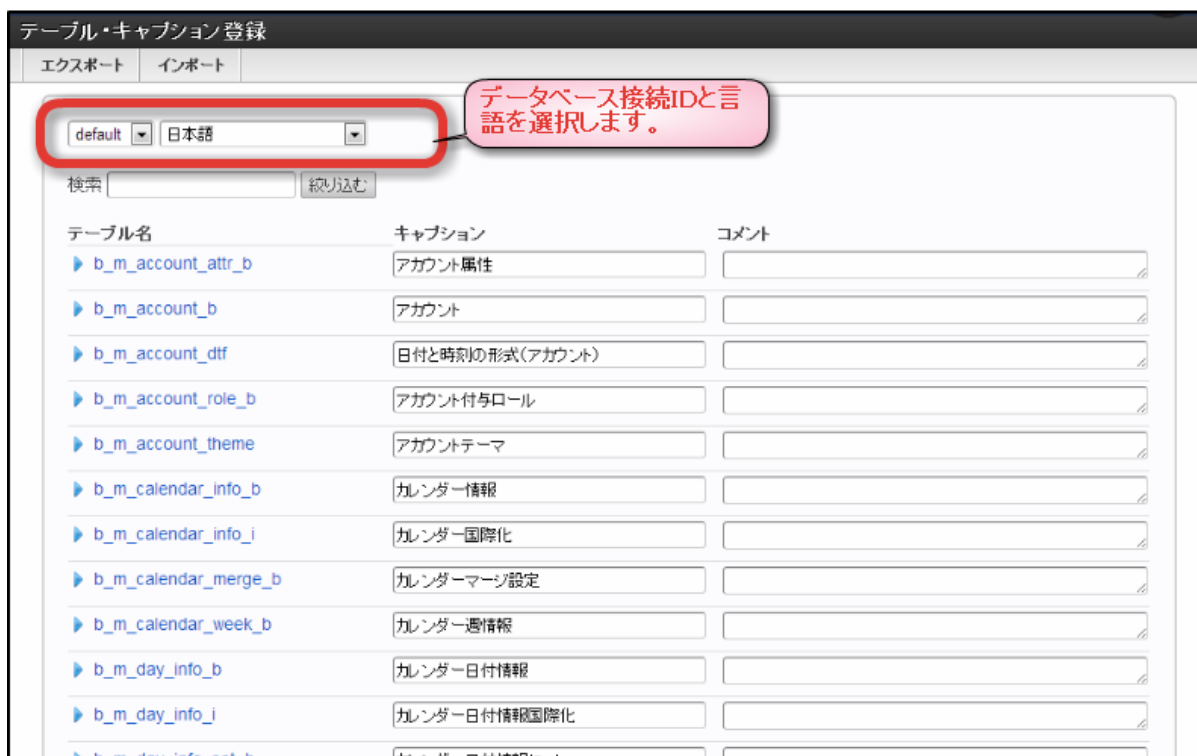 テーブル・キャプション登録
エクスポート インポート
データベース接続IDと言
語を選択します。
default 日本語
検索 絞り込む
テーブル名 キャプション コメント
b_m_account_attr_b アカウント属性
b_m_account_b アカウント
b_m_account_dtf 日付と時刻の形式(アカウント)
b_m_account_role_b アカウント付与ロール
b_m_account_theme アカウントテーマ
b_m_calendar_info_b カレンダー情報
b_m_calendar_info_i カレンダー国際化
b_m_calendar_merge_b カレンダーマージ設定
b_m_calendar_week_b カレンダー週情報
b_m_day_info_b カレンダー日付情報
b_m_day_info_i カレンダー日付情報国際化